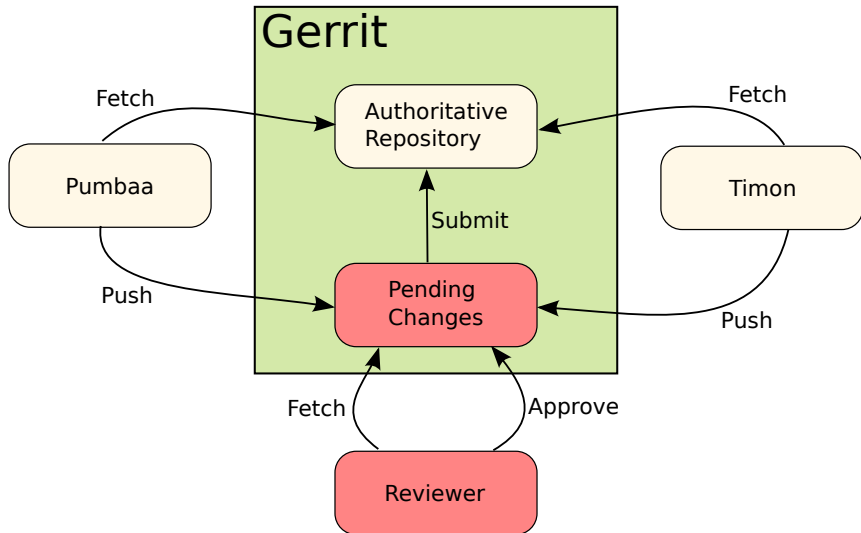 Gerrit
Fetch
Authoritative
Repository
Fetch
Pumbaa
Timon
Submit
Push
Pending
Changes
Push
Fetch
Approve
Reviewer